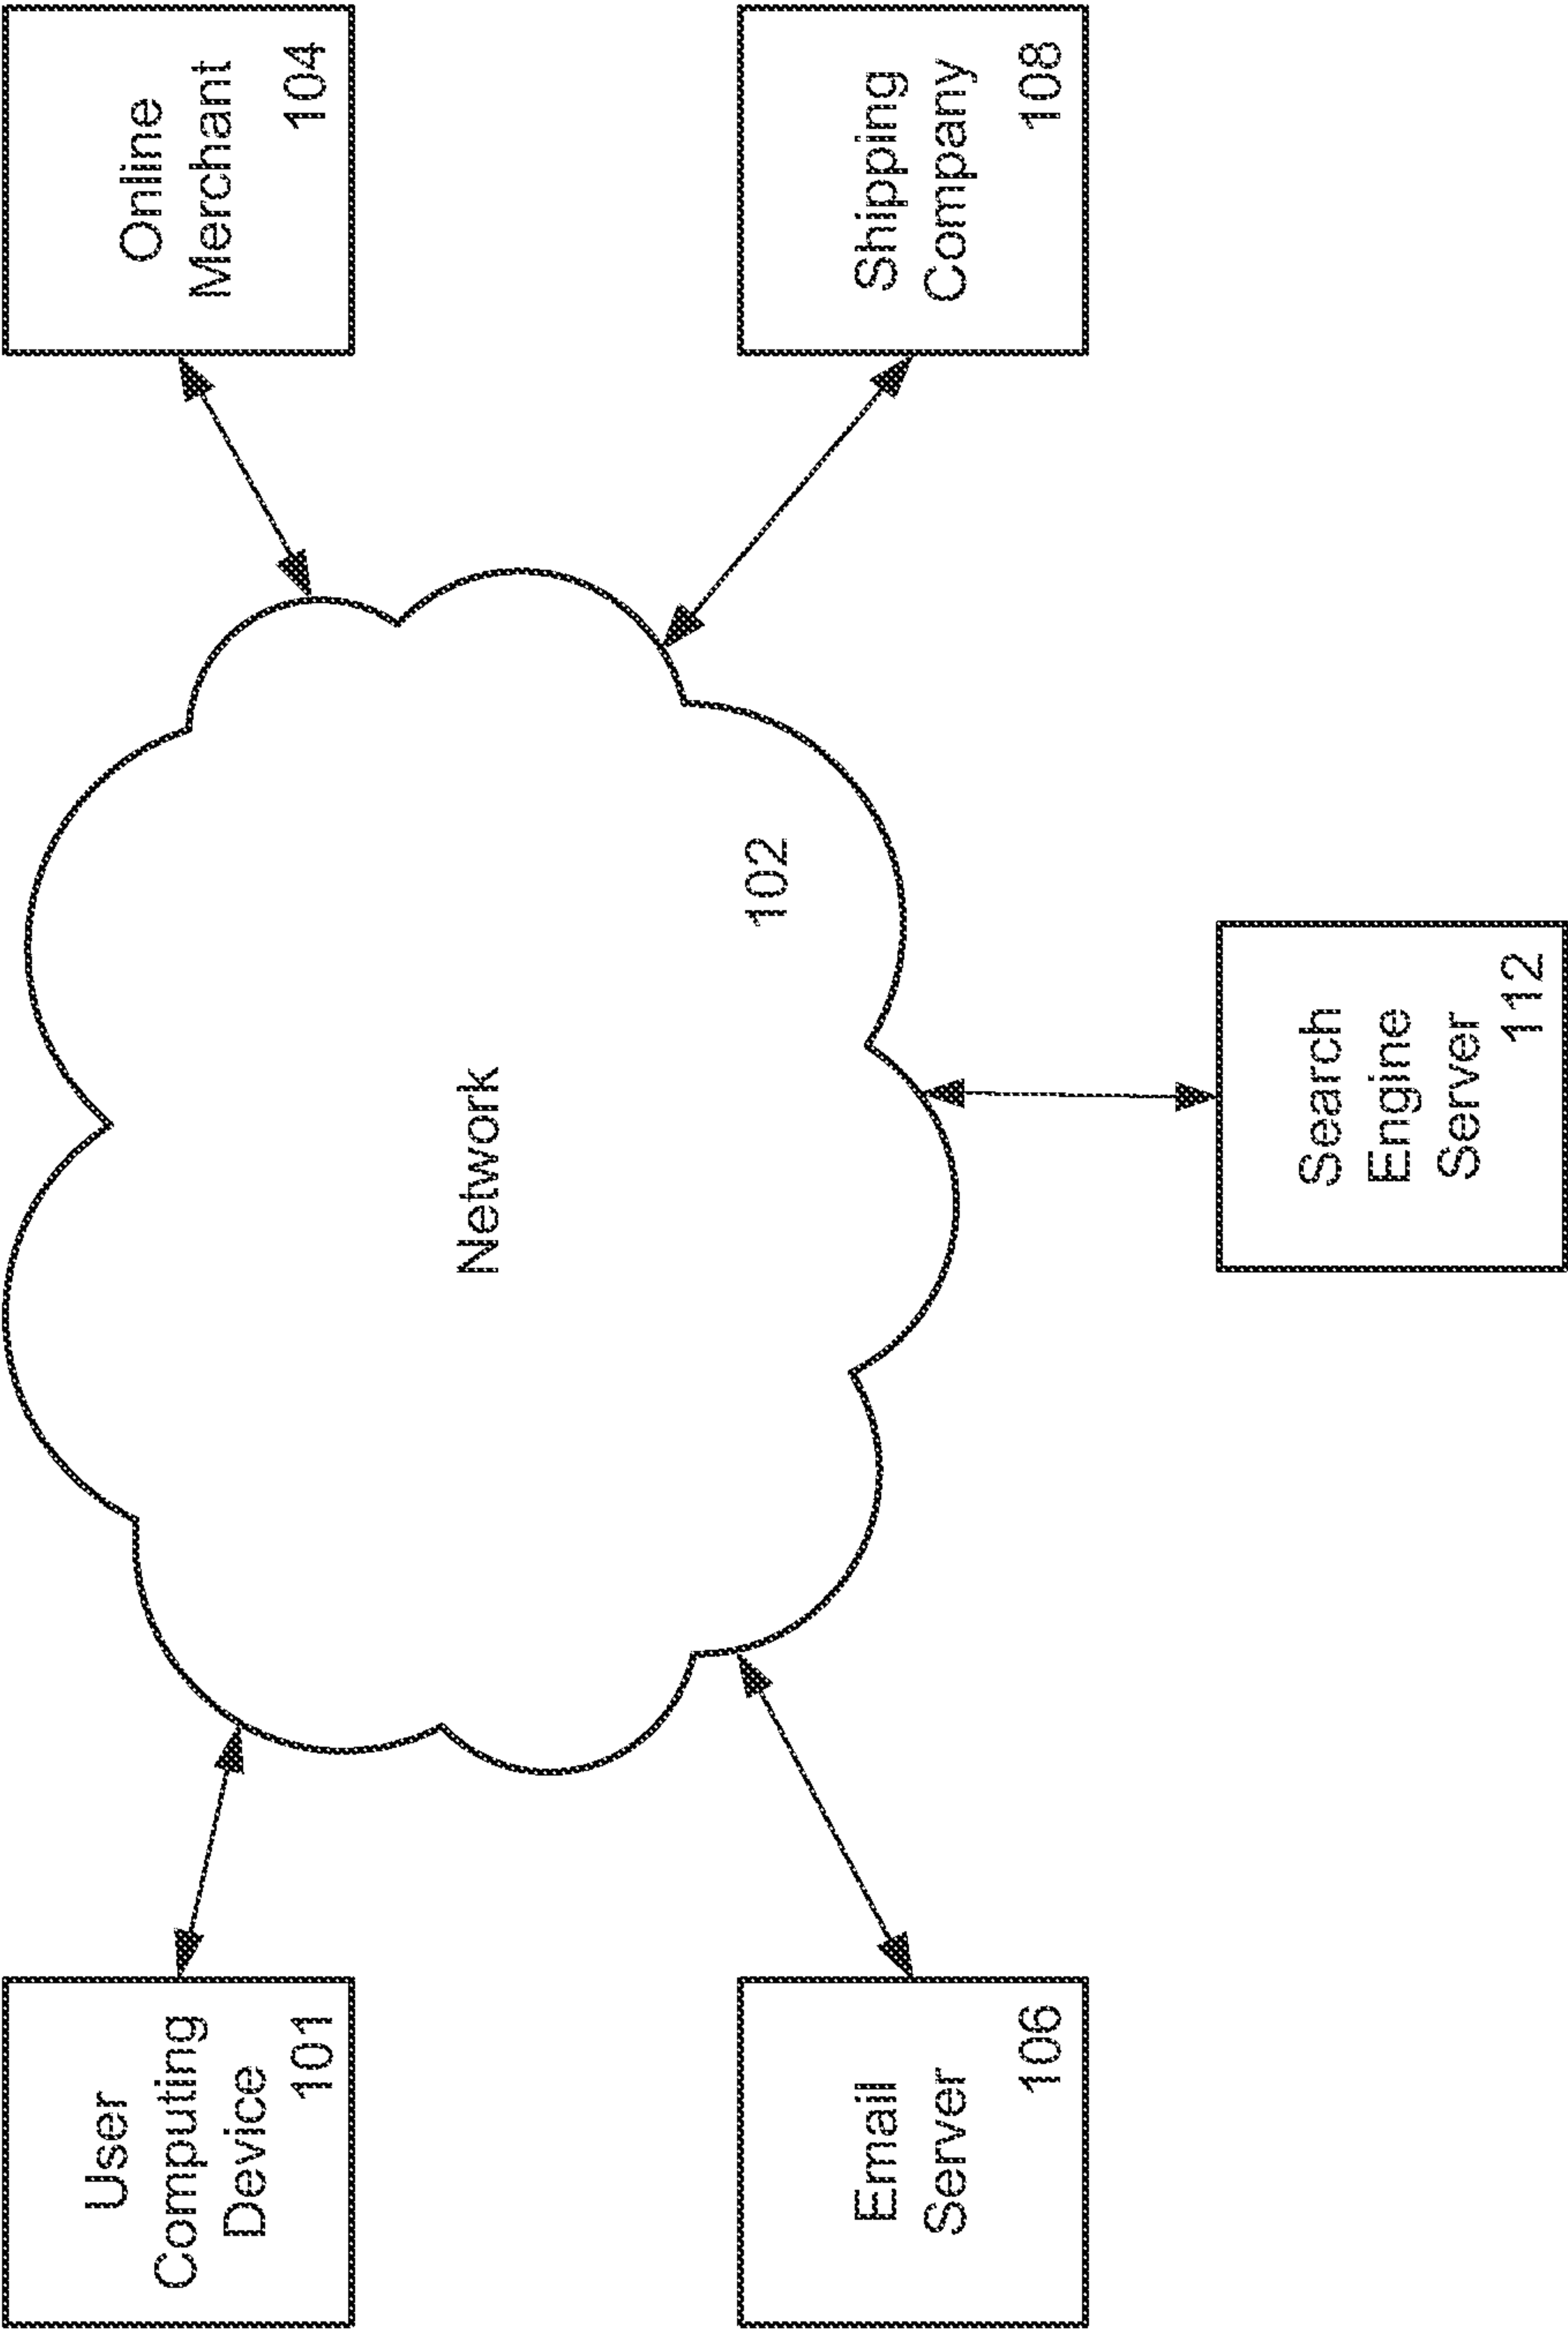 User
Computing
Device
101
Online
Merchant
104
Network
102
Email
Server
106
Shipping
Company
108
Search
Engine
Server
112